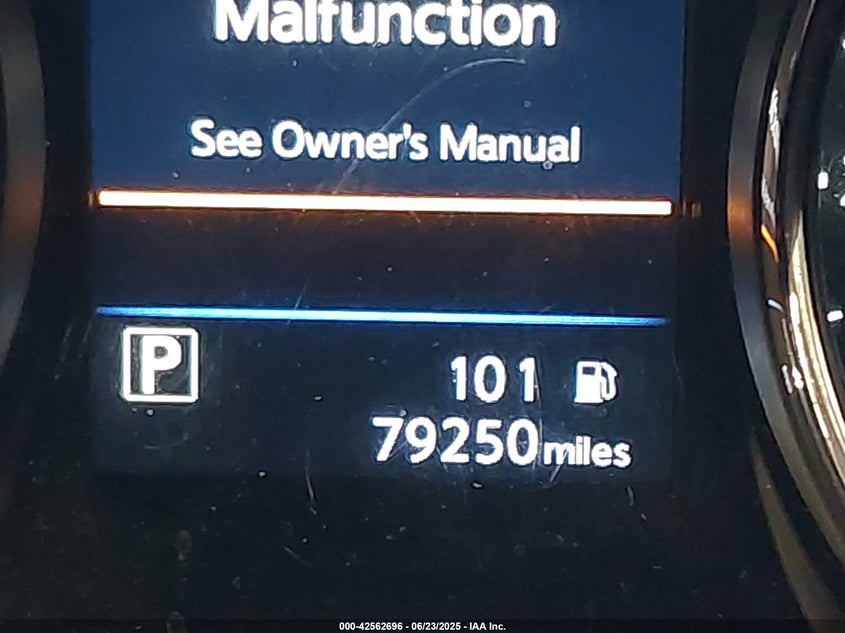 Malfunction
See Owner's Manual
P
101
79250miles
000-42562696 - 06/23/2025 - IAA Inc.